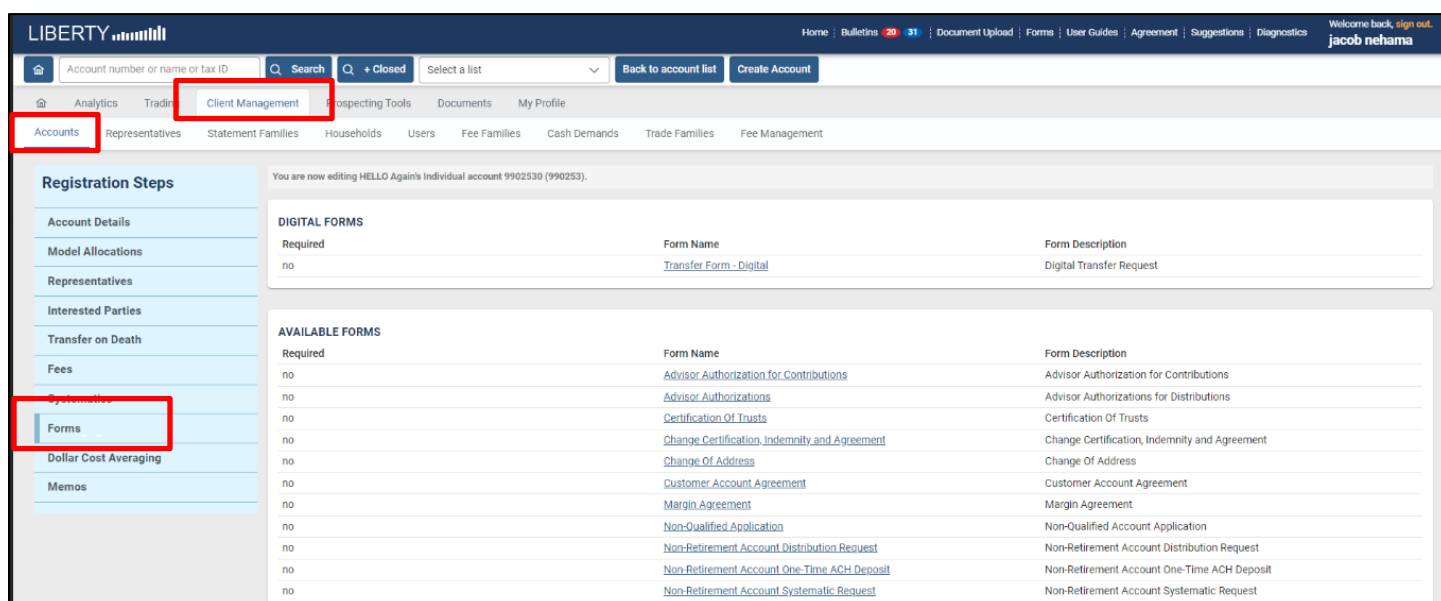 LIBERTY
Home Bulletins 20 31 Document Upload Forms User Guides Agreement Suggestions Diagnostics
Welcome back, sign out.
jacob nehama
Account number or name or tax ID Search + Closed Select a list Back to account list Create Account
Analytics Trading Client Management Prospecting Tools Documents My Profile
Accounts Representatives Statement Families Households Users Fee Families Cash Demands Trade Families Fee Management
Registration Steps
Account Details
Model Allocations
Representatives
Interested Parties
Transfer on Death
Fees
Systematics
Forms
Dollar Cost Averaging
Memos
You are now editing HELLO Again's Individual account 9902530 (990253).
DIGITAL FORMS
Required Form Name Form Description
no Transfer Form - Digital Digital Transfer Request
AVAILABLE FORMS
Required Form Name Form Description
no Advisor Authorization for Contributions Advisor Authorization for Contributions
no Advisor Authorizations Advisor Authorizations for Distributions
no Certification Of Trusts Certification Of Trusts
no Change Certification, Indemnity and Agreement Change Certification, Indemnity and Agreement
no Change Of Address Change Of Address
no Customer Account Agreement Customer Account Agreement
no Margin Agreement Margin Agreement
no Non-Qualified Application Non-Qualified Account Application
no Non-Retirement Account Distribution Request Non-Retirement Account Distribution Request
no Non-Retirement Account One-Time ACH Deposit Non-Retirement Account One-Time ACH Deposit
no Non-Retirement Account Systematic Request Non-Retirement Account Systematic Request